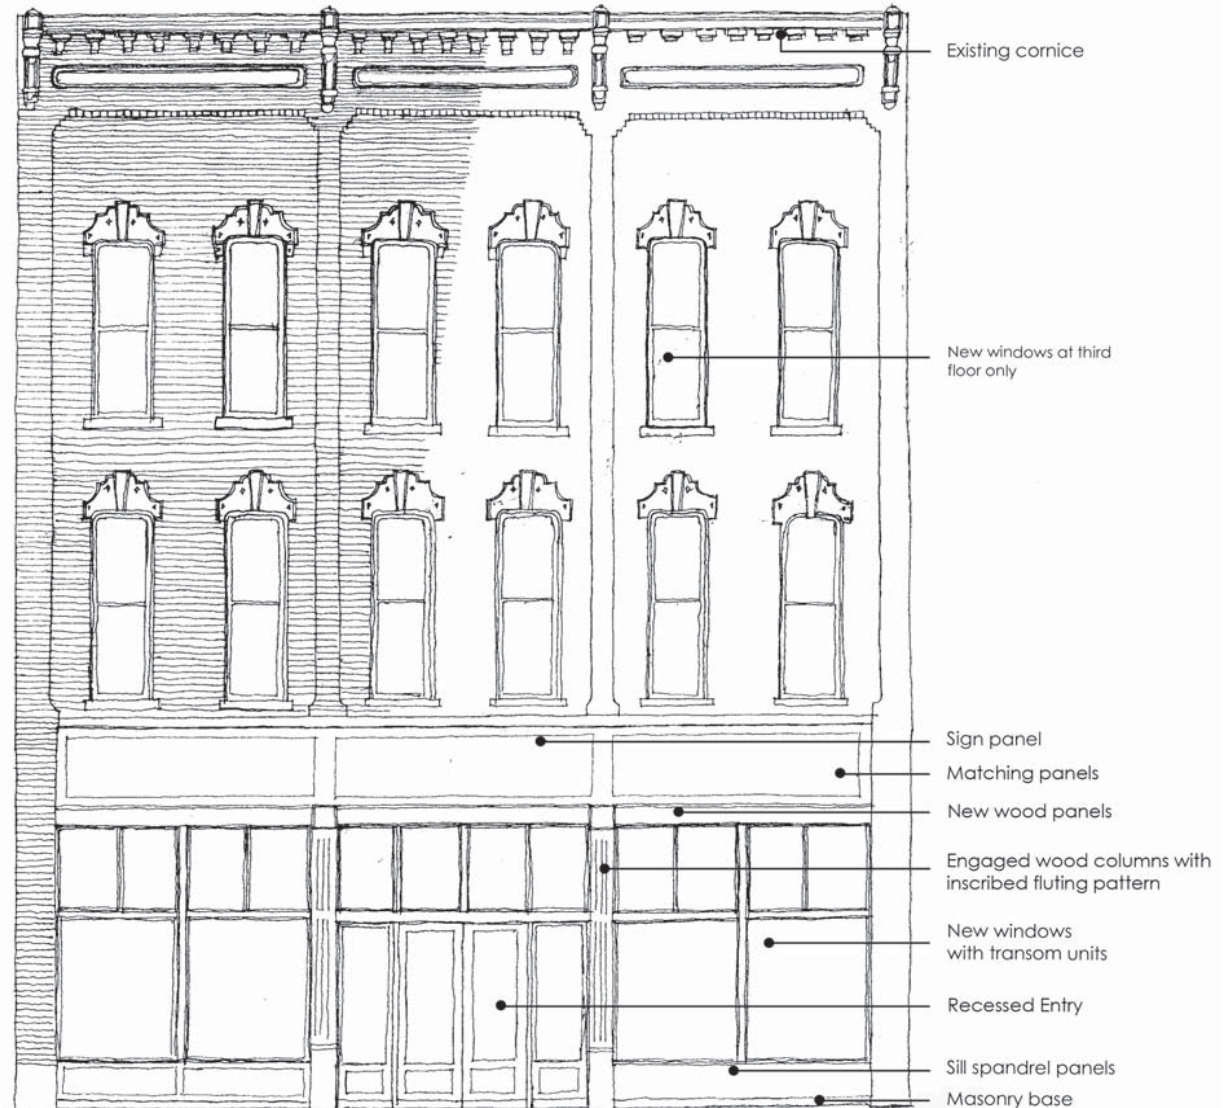 Existing cornice
New windows at third
floor only
Sign panel
Matching panels
New wood panels
Engaged wood columns with
inscribed fluting pattern
New windows
with transom units
Recessed Entry
Sill spandrel panels
Masonry base